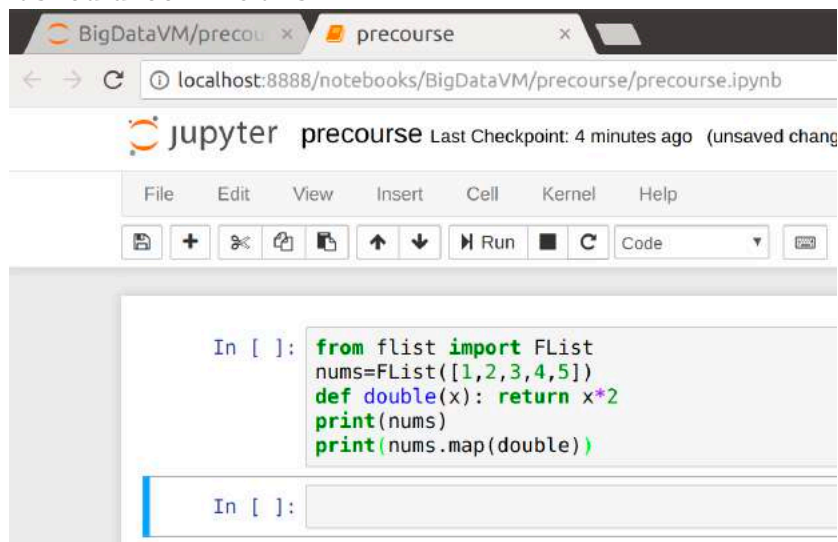 BigDataVM/precou × precourse ×
localhost:8888/notebooks/BigDataVM/precourse/precourse.ipynb
jupyter precourse Last Checkpoint: 4 minutes ago (unsaved chang
File Edit View Insert Cell Kernel Help
Run Code
In [ ]: from flist import FList
nums=FList([1,2,3,4,5])
def double(x): return x*2
print(nums)
print(nums.map(double))
In [ ]: